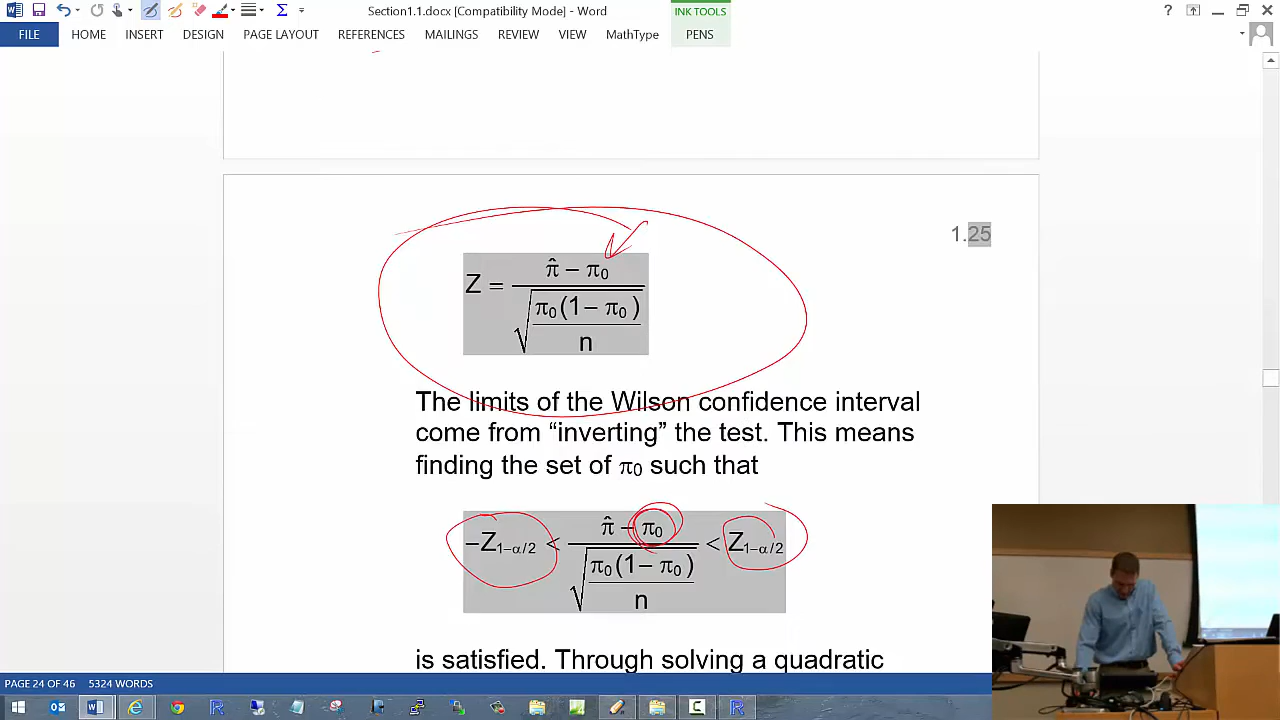 Section1.1.docx [Compatibility Mode] - Word
INK TOOLS
FILE HOME INSERT DESIGN PAGE LAYOUT REFERENCES MAILINGS REVIEW VIEW MathType PENS
1.25
Z = (π̂ − π₀) / √(π₀(1 − π₀) / n)
The limits of the Wilson confidence interval
come from “inverting” the test. This means
finding the set of π₀ such that
−Z₁₋α/₂ < (π̂ − π₀) / √(π₀(1 − π₀) / n) < Z₁₋α/₂
is satisfied. Through solving a quadratic
PAGE 24 OF 46 5324 WORDS